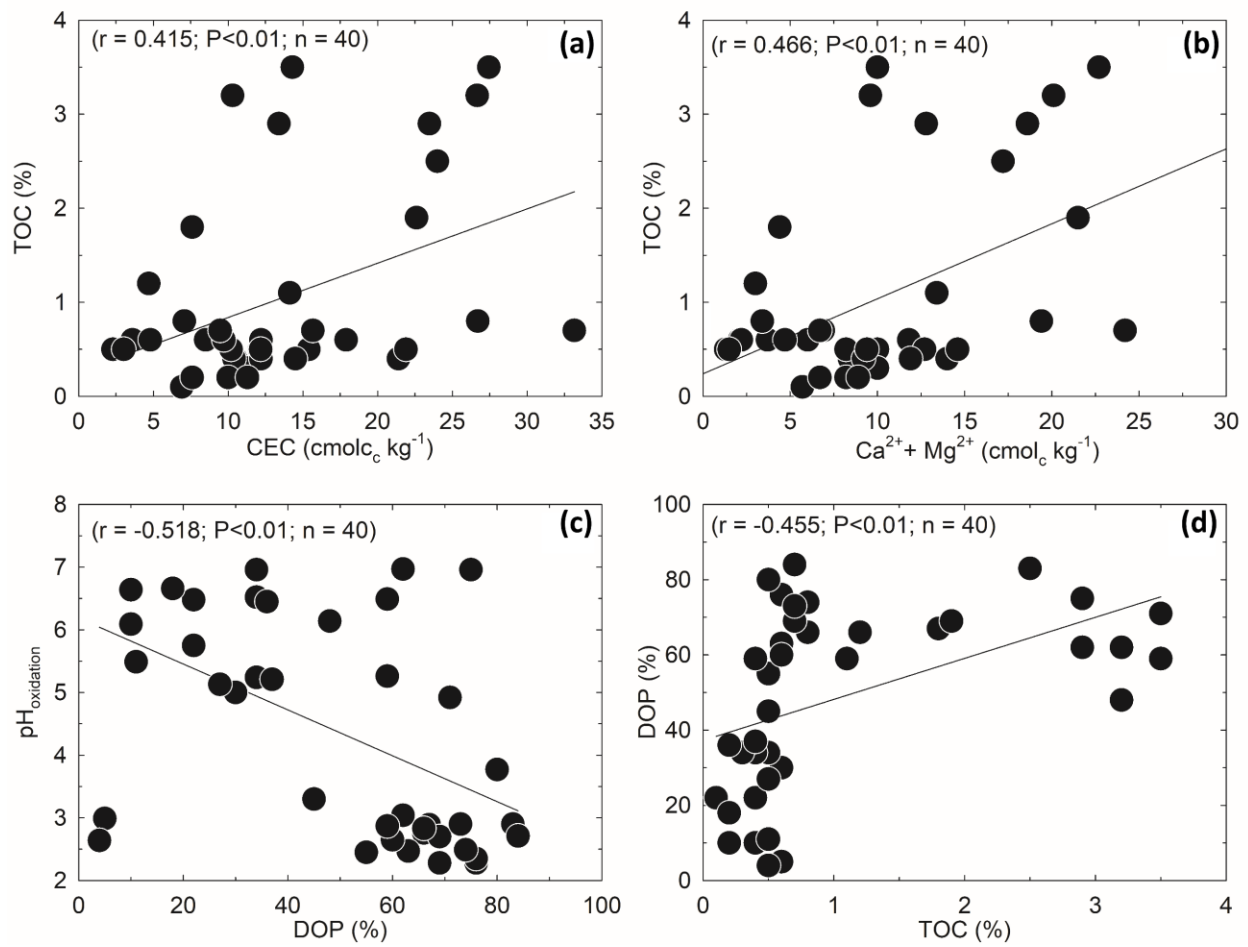 (r = 0.415; P<0.01; n = 40)
(a)
4
3
2
1
0
TOC (%)
0 5 10 15 20 25 30 35
CEC (cmolc_c kg⁻¹)
(r = 0.466; P<0.01; n = 40)
(b)
4
3
2
1
0
TOC (%)
0 5 10 15 20 25 30
Ca²⁺+ Mg²⁺ (cmol_c kg⁻¹)
(r = -0.518; P<0.01; n = 40)
(c)
8
7
6
5
4
3
2
pH_oxidation
0 20 40 60 80 100
DOP (%)
(r = -0.455; P<0.01; n = 40)
(d)
100
80
60
40
20
0
DOP (%)
0 1 2 3 4
TOC (%)